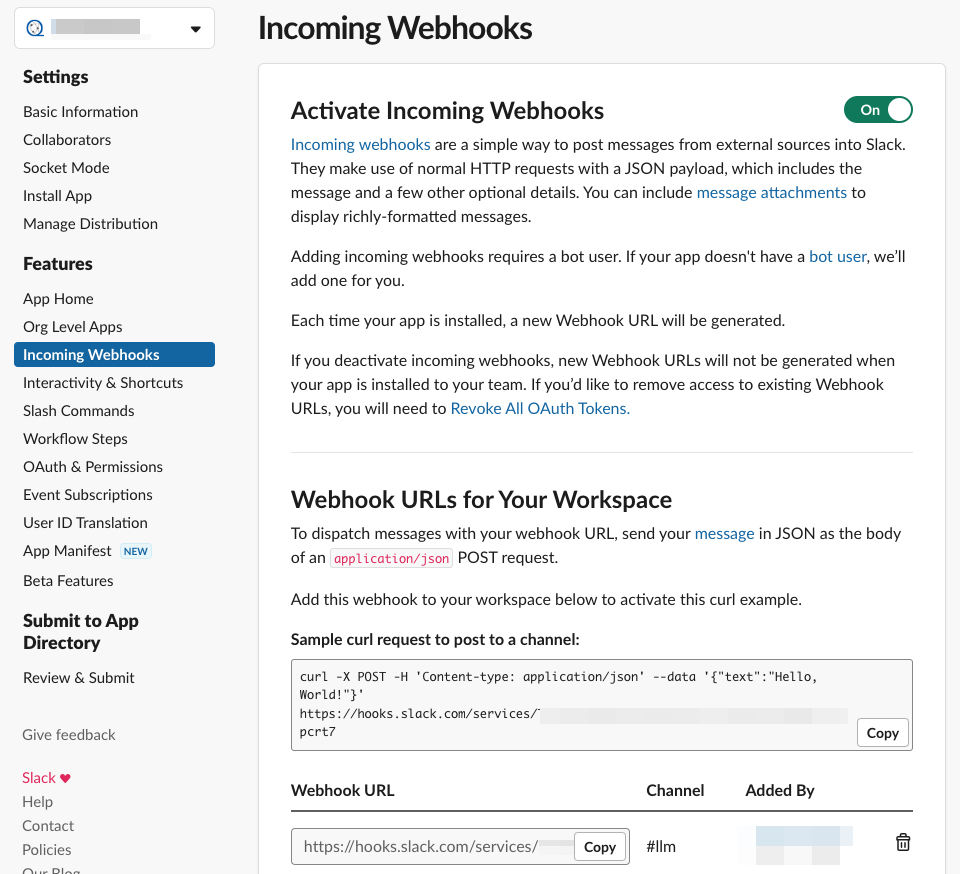 Incoming Webhooks
Settings
Basic Information
Collaborators
Socket Mode
Install App
Manage Distribution
Features
App Home
Org Level Apps
Incoming Webhooks
Interactivity & Shortcuts
Slash Commands
Workflow Steps
OAuth & Permissions
Event Subscriptions
User ID Translation
App Manifest NEW
Beta Features
Submit to App
Directory
Review & Submit
Give feedback
Slack ♥
Help
Contact
Policies
Our Blog
Activate Incoming Webhooks
On
Incoming webhooks are a simple way to post messages from external sources into Slack.
They make use of normal HTTP requests with a JSON payload, which includes the
message and a few other optional details. You can include message attachments to
display richly-formatted messages.
Adding incoming webhooks requires a bot user. If your app doesn't have a bot user, we’ll
add one for you.
Each time your app is installed, a new Webhook URL will be generated.
If you deactivate incoming webhooks, new Webhook URLs will not be generated when
your app is installed to your team. If you’d like to remove access to existing Webhook
URLs, you will need to Revoke All OAuth Tokens.
Webhook URLs for Your Workspace
To dispatch messages with your webhook URL, send your message in JSON as the body
of an application/json POST request.
Add this webhook to your workspace below to activate this curl example.
Sample curl request to post to a channel:
curl -X POST -H 'Content-type: application/json' --data '{"text":"Hello,
World!"}'
https://hooks.slack.com/services/
pcrt7
Copy
Webhook URL Channel Added By
https://hooks.slack.com/services/ Copy #llm